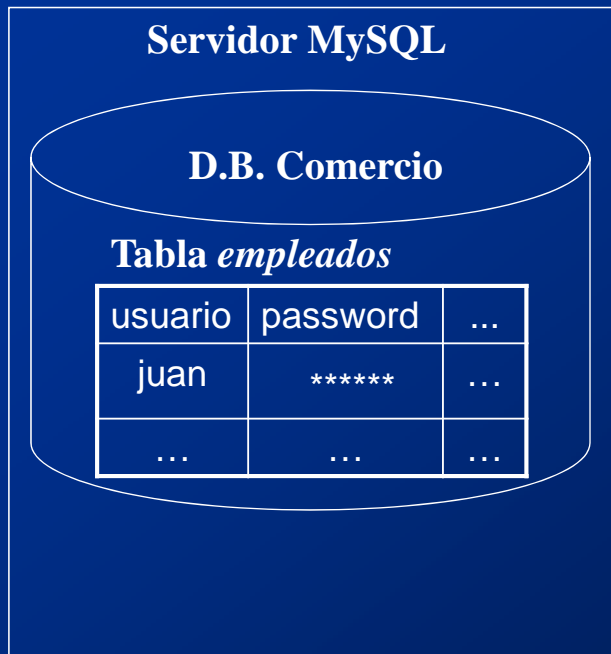 Servidor MySQL
D.B. Comercio
Tabla empleados
usuario password ...
juan ****** …
… … …